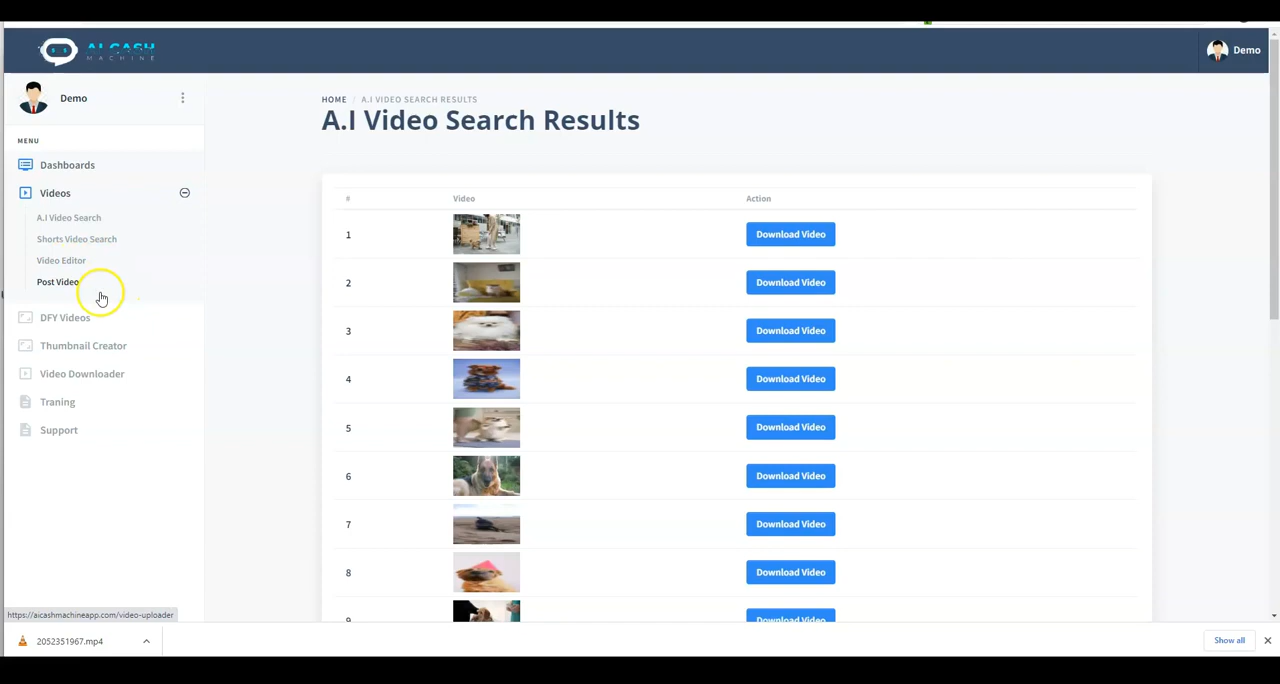 AI CASH
MACHINE
Demo
Demo
MENU
Dashboards
Videos
A.I Video Search
Shorts Video Search
Video Editor
Post Video
DFY Videos
Thumbnail Creator
Video Downloader
Traning
Support
HOME / A.I VIDEO SEARCH RESULTS
A.I Video Search Results
# Video Action
1 Download Video
2 Download Video
3 Download Video
4 Download Video
5 Download Video
6 Download Video
7 Download Video
8 Download Video
9 Download Video
https://aicashmachineapp.com/video-uploader
2052351967.mp4
Show all